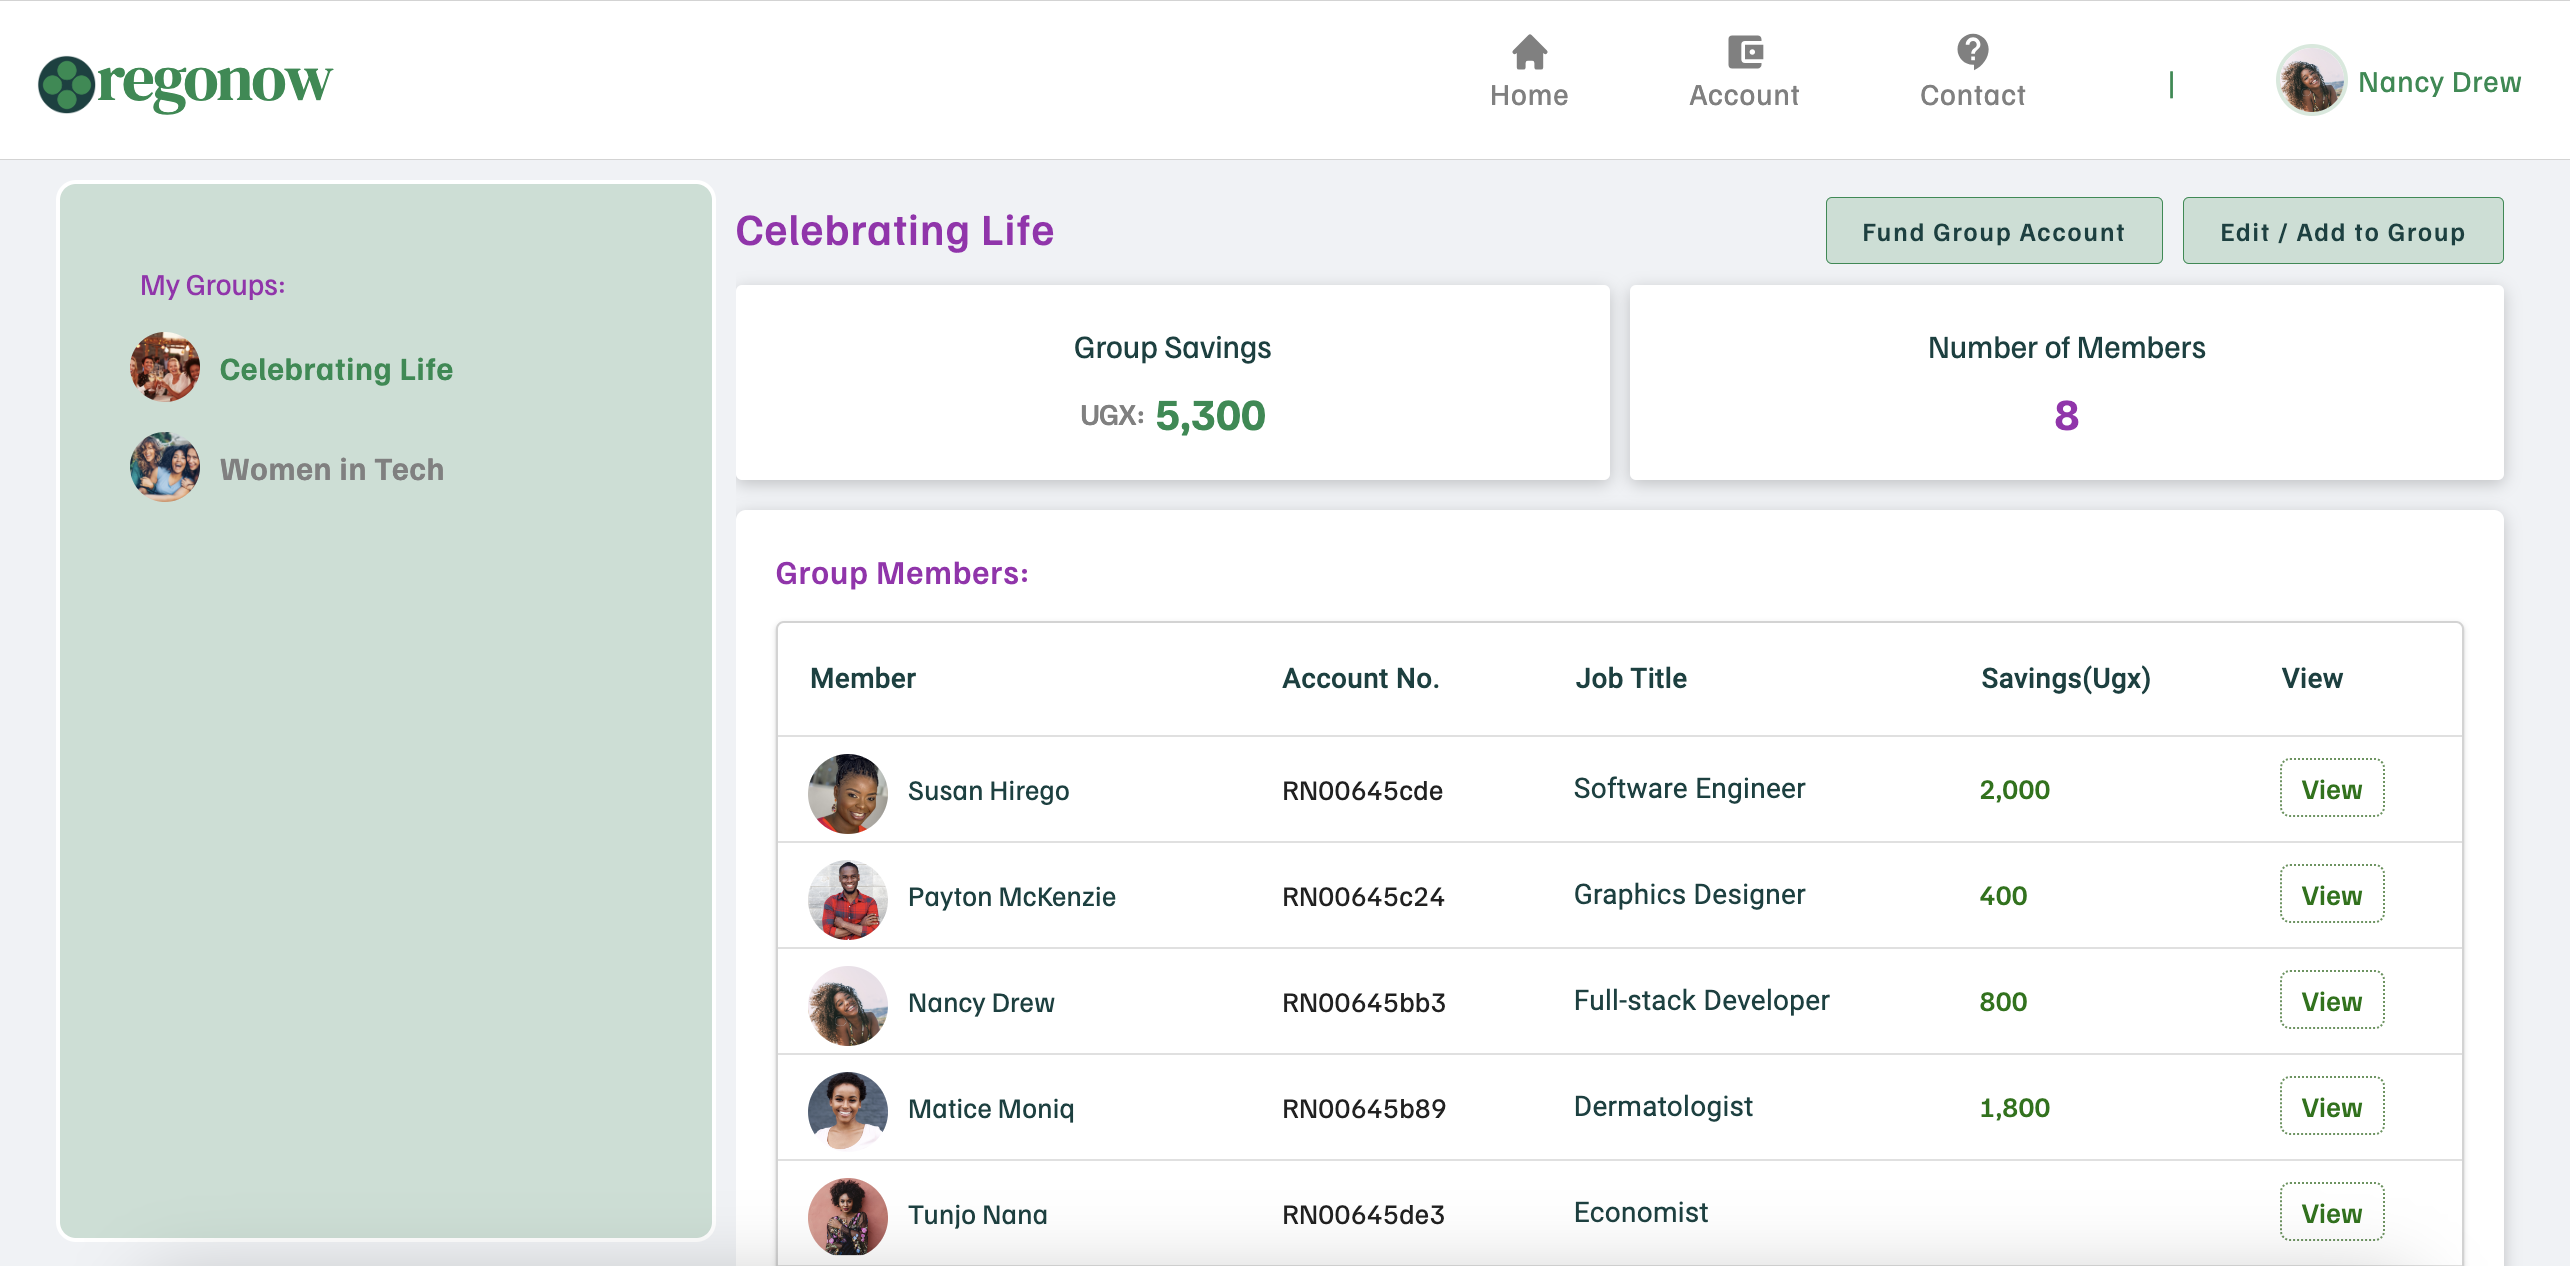 regonow
Home
Account
Contact
|
Nancy Drew
My Groups:
Celebrating Life
Women in Tech
Celebrating Life
Fund Group Account
Edit / Add to Group
Group Savings
UGX: 5,300
Number of Members
8
Group Members:
Member Account No. Job Title Savings(Ugx) View
Susan Hirego RN00645cde Software Engineer 2,000 View
Payton McKenzie RN00645c24 Graphics Designer 400 View
Nancy Drew RN00645bb3 Full-stack Developer 800 View
Matice Moniq RN00645b89 Dermatologist 1,800 View
Tunjo Nana RN00645de3 Economist View